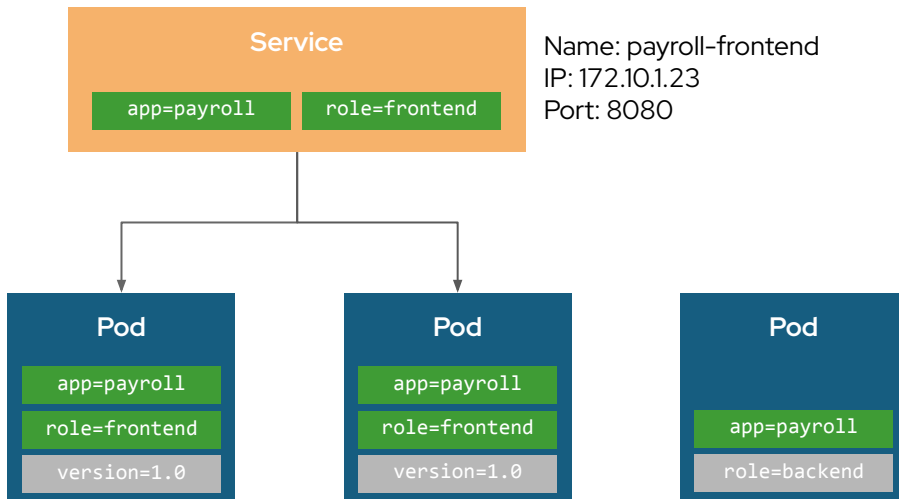 Service
app=payroll
role=frontend
Name: payroll-frontend
IP: 172.10.1.23
Port: 8080
Pod
app=payroll
role=frontend
version=1.0
Pod
app=payroll
role=frontend
version=1.0
Pod
app=payroll
role=backend